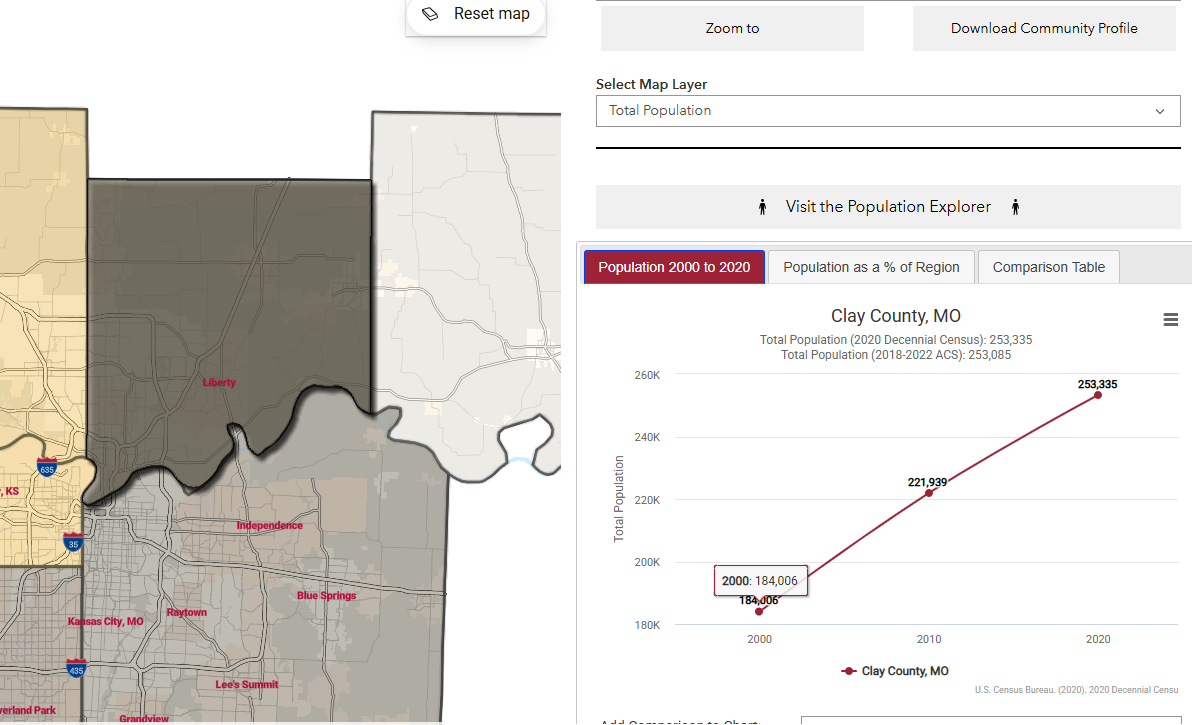 Reset map
Liberty
635
, KS
35
Independence
Blue Springs
Raytown
Kansas City, MO
435
Lee's Summit
verland Park
Grandview
Zoom to
Download Community Profile
Select Map Layer
Total Population
Visit the Population Explorer
Population 2000 to 2020
Population as a % of Region
Comparison Table
Clay County, MO
Total Population (2020 Decennial Census): 253,335
Total Population (2018-2022 ACS): 253,085
Total Population
260K
240K
220K
200K
180K
253,335
221,939
2000: 184,006
184,006
2000
2010
2020
Clay County, MO
U.S. Census Bureau. (2020). 2020 Decennial Censu
Add Comparison to Chart: